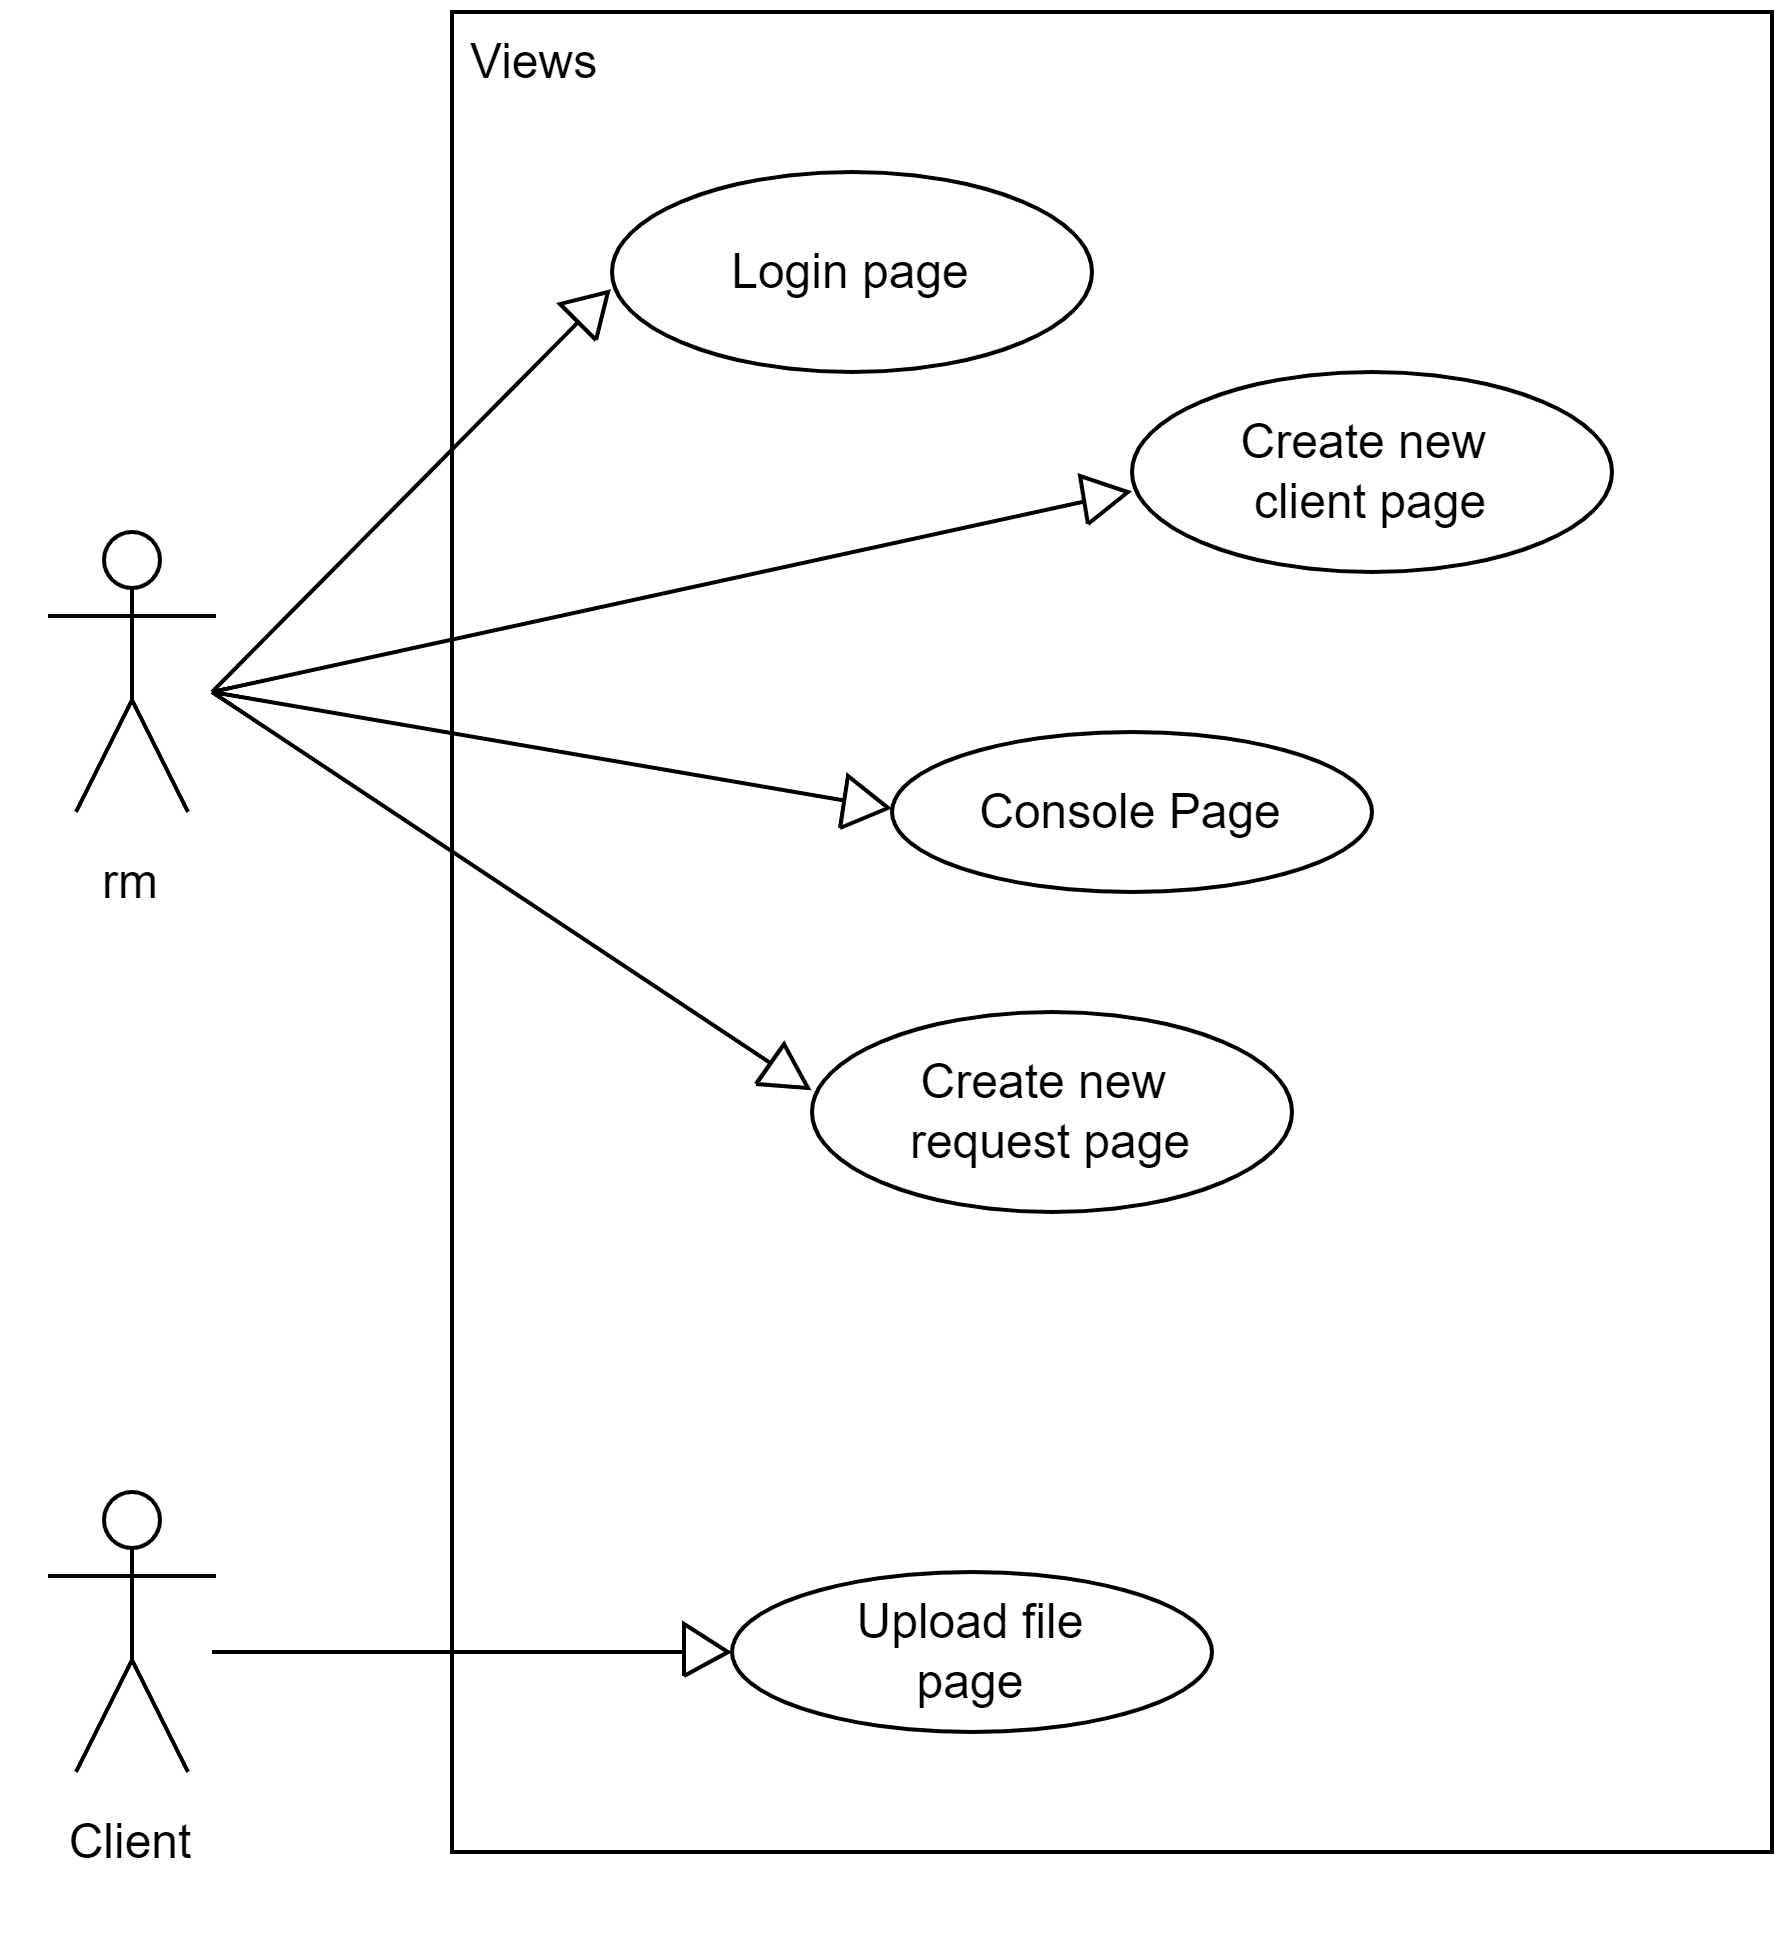 Views
Login page
Create new
client page
rm
Console Page
Create new
request page
Client
Upload file
page